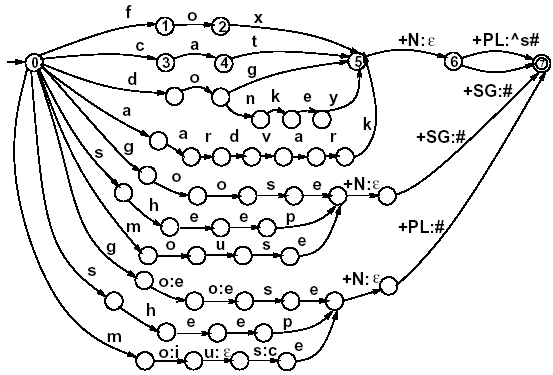 f o x
1 2
+N:ε +PL:^s#
c a t
0 3 4 5 6 7
d o g
+SG:#
n k e y
a
a r d v a r k
g
o o s e +N:ε
+SG:#
s
h e e p
m
o u s e
+PL:#
g
o:e o:e s e +N:ε
s
h e e p
m
o:i u:ε s:c e